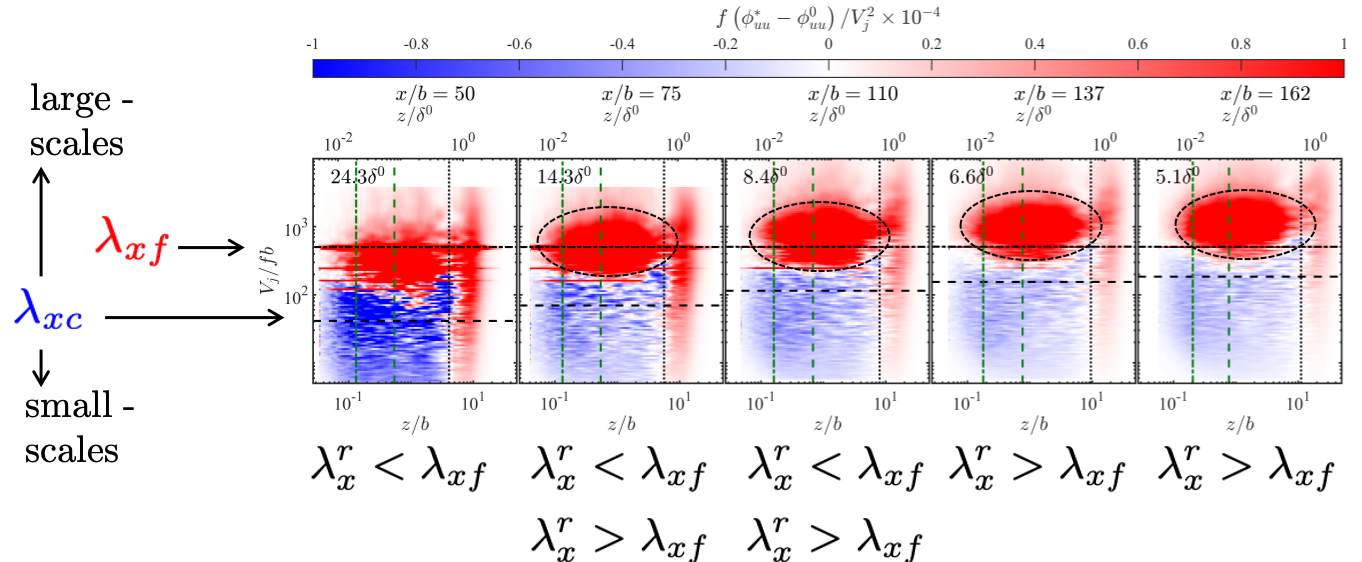 f (ϕ*uu − ϕ⁰uu) /V²j × 10⁻⁴
-1 -0.8 -0.6 -0.4 -0.2 0 0.2 0.4 0.6 0.8 1
x/b = 50 x/b = 75 x/b = 110 x/b = 137 x/b = 162
z/δ⁰ z/δ⁰ z/δ⁰ z/δ⁰ z/δ⁰
10⁻² 10⁰ 10⁻² 10⁰ 10⁻² 10⁰ 10⁻² 10⁰ 10⁻² 10⁰
large -
scales
24.3δ⁰ 14.3δ⁰ 8.4δ⁰ 6.6δ⁰ 5.1δ⁰
λxf
10³
Vj/fb
10²
λxc
small -
scales
10⁻¹ 10¹ 10⁻¹ 10¹ 10⁻¹ 10¹ 10⁻¹ 10¹ 10⁻¹ 10¹
z/b z/b z/b z/b z/b
λʳx < λxf λʳx < λxf λʳx < λxf λʳx > λxf λʳx > λxf
λʳx > λxf λʳx > λxf